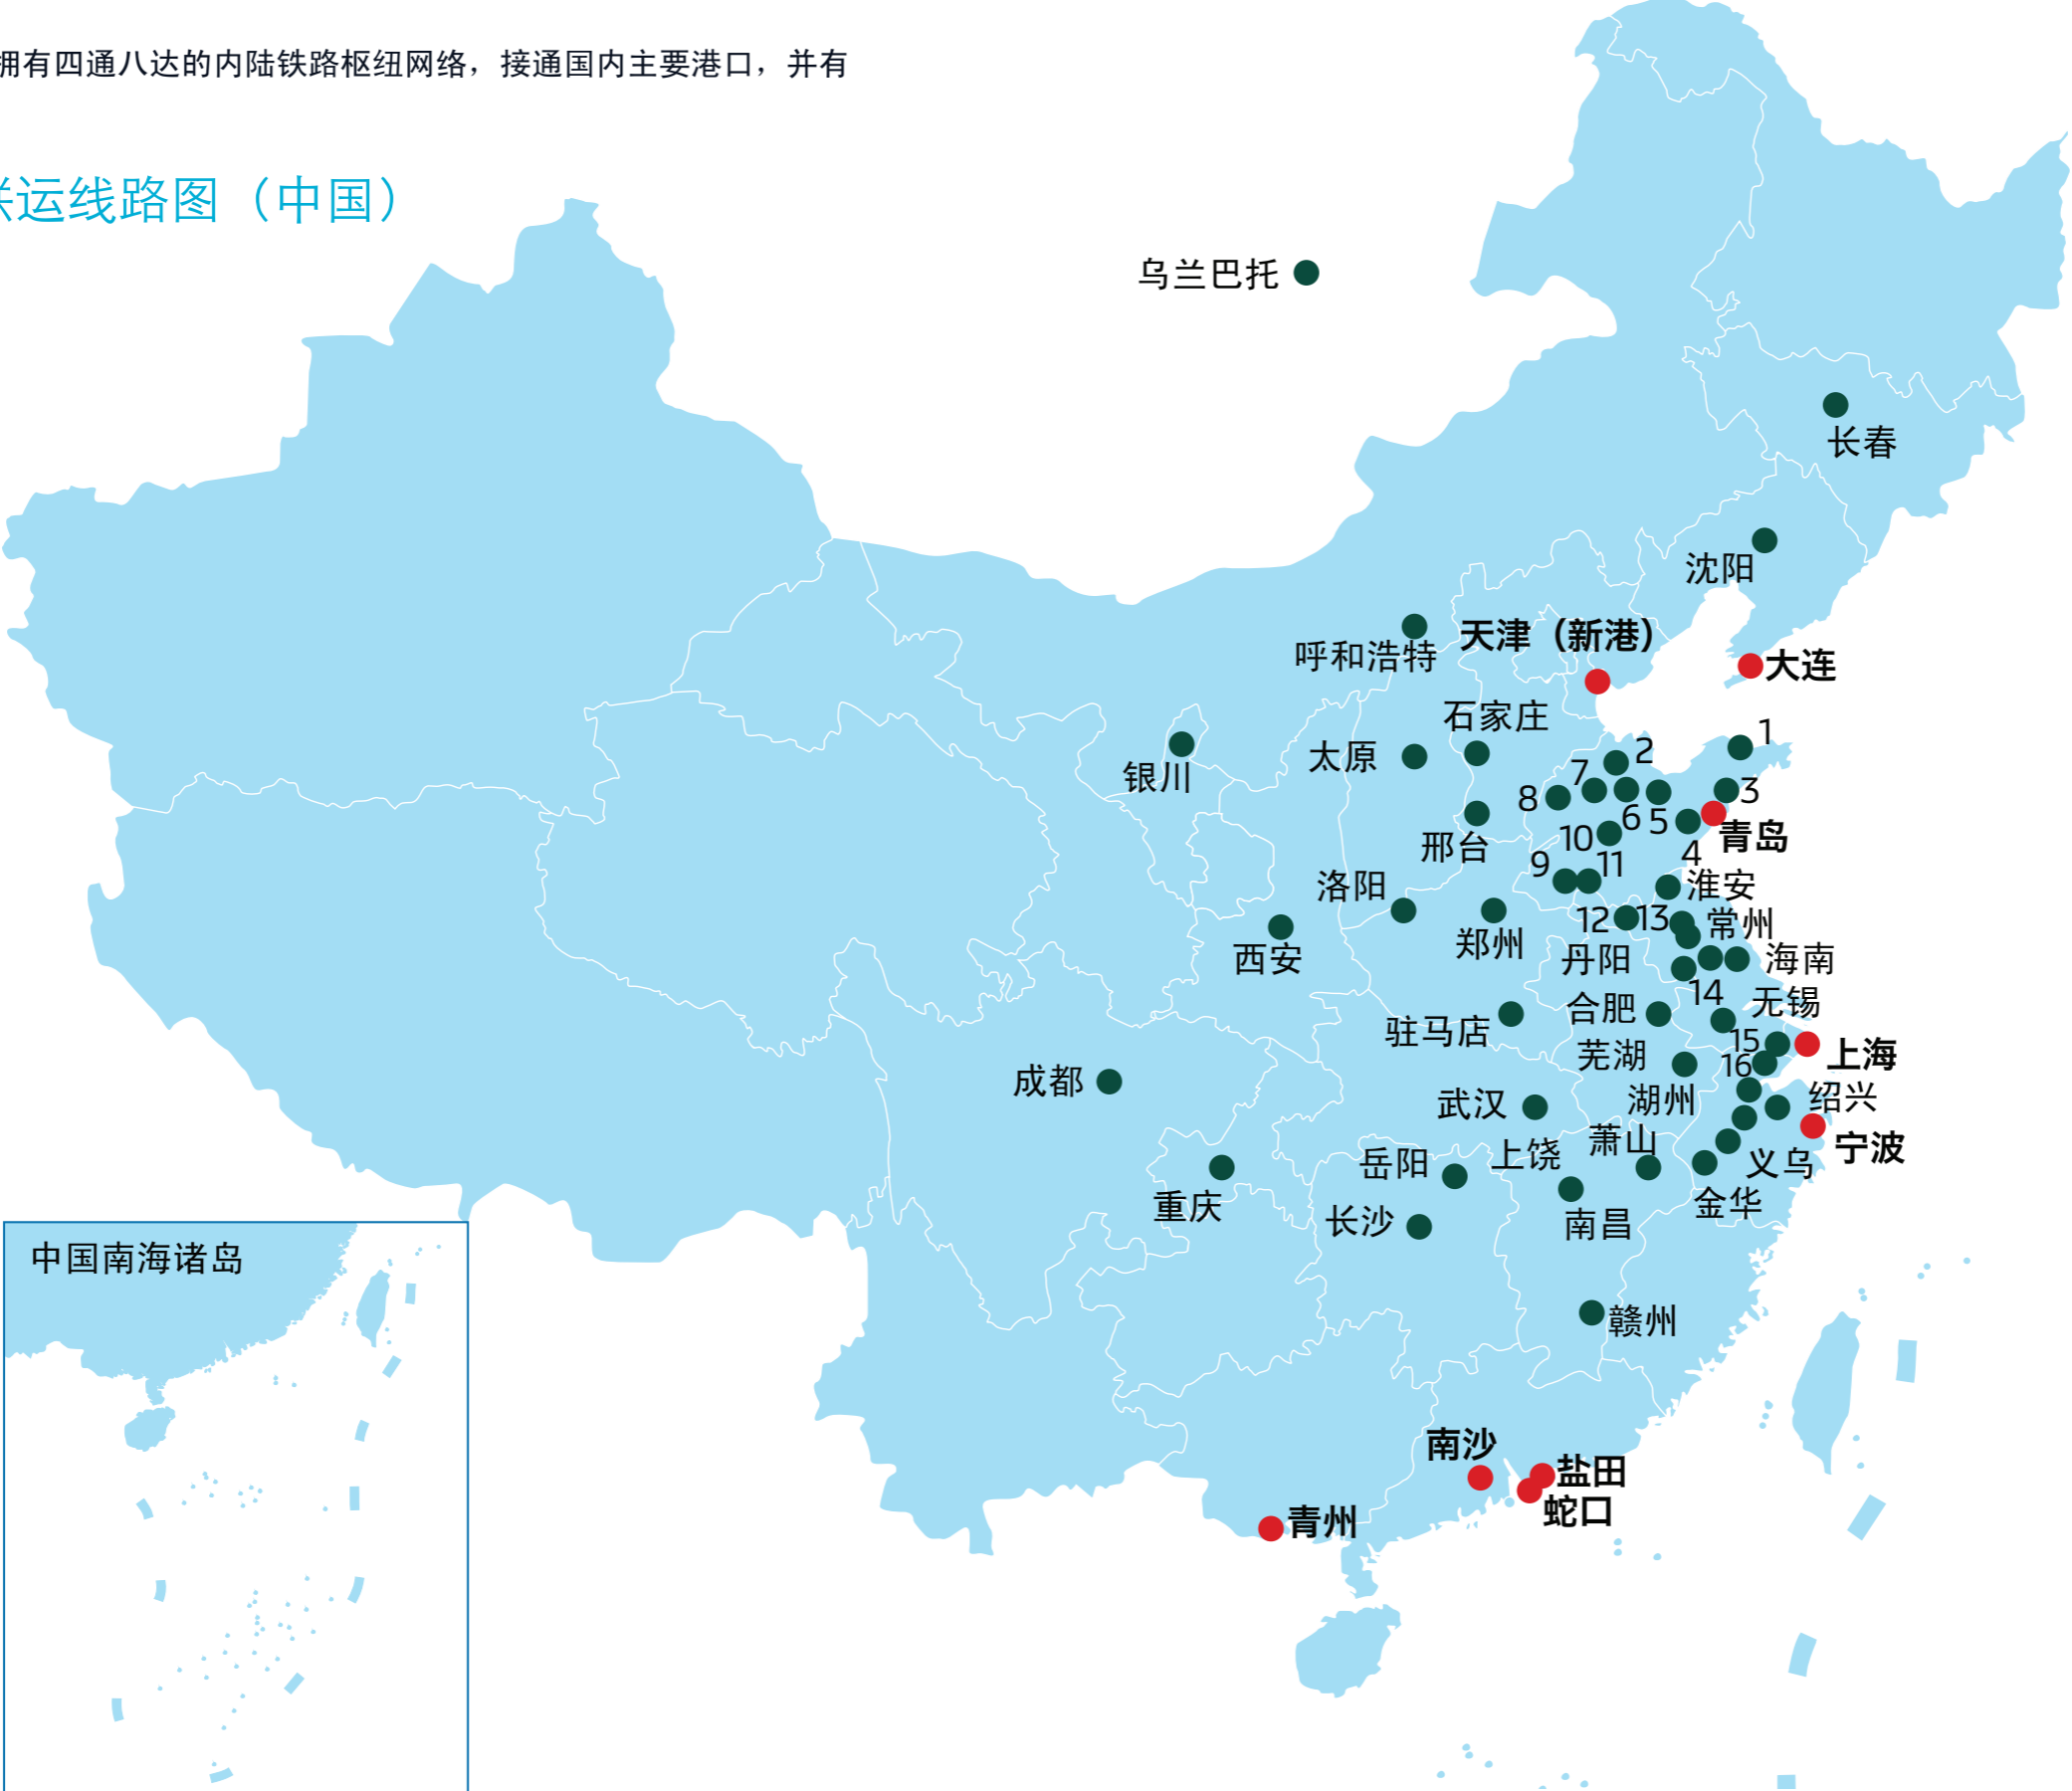 拥有四通八达的内陆铁路枢纽网络，接通国内主要港口，并有
运线路图（中国）
乌兰巴托
长春
沈阳
天津（新港）
呼和浩特
大连
石家庄
太原
1
2
银川
7
3
8
6
5
青岛
10
邢台
4
9
11
洛阳
淮安
12
13
常州
郑州
西安
丹阳
海南
14
无锡
合肥
驻马店
15
上海
芜湖
16
成都
湖州
绍兴
武汉
萧山
宁波
上饶
岳阳
义乌
重庆
金华
长沙
南昌
中国南海诸岛
赣州
南沙
盐田
蛇口
青州